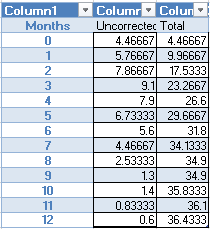 Column1 Column Colum
Months Uncorrected Total
0 4.46667 4.46667
1 5.76667 9.96667
2 7.86667 17.5333
3 9.1 23.2667
4 7.9 26.6
5 6.73333 29.6667
6 5.6 31.8
7 4.46667 34.1333
8 2.53333 34.9
9 1.3 34.9
10 1.4 35.8333
11 0.83333 36.1
12 0.6 36.4333